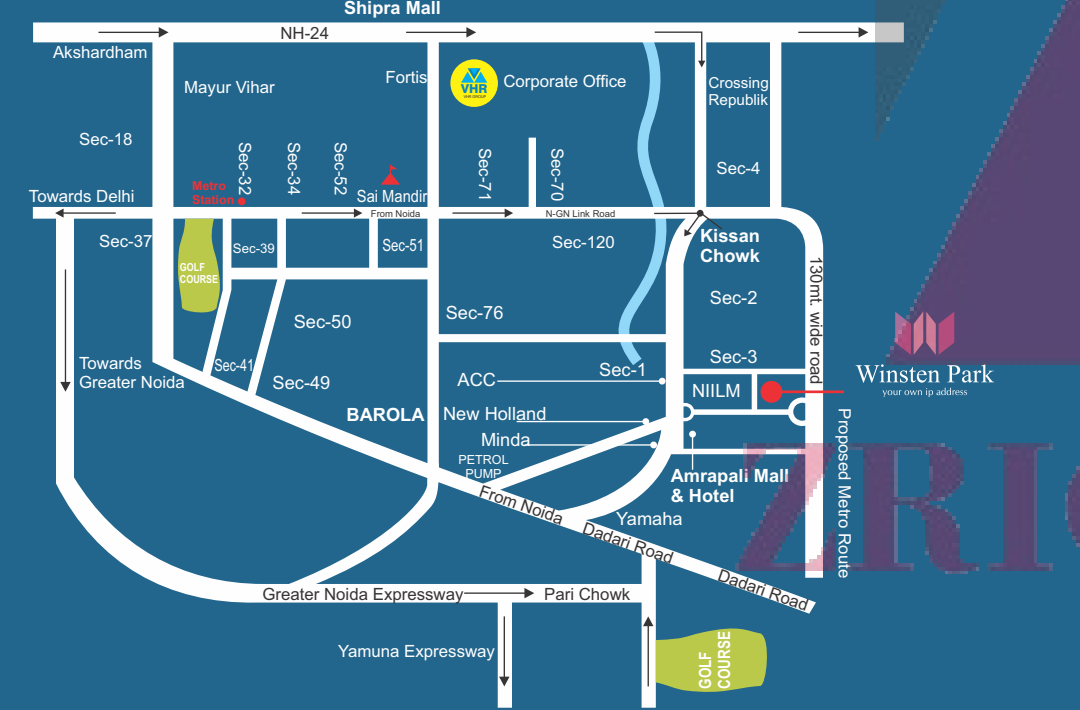 Shipra Mall
NH-24
Akshardham
Mayur Vihar
Fortis
VHR
VHR GROUP
Corporate Office
Crossing
Republik
Sec-18
Sec-32
Sec-34
Sec-52
Sec-71
Sec-70
Sec-4
Metro
Station
Sai Mandir
Towards Delhi
From Noida
N-GN Link Road
Sec-37
Sec-39
Sec-51
Sec-120
Kissan
Chowk
GOLF
COURSE
130mt. wide road
Sec-2
Sec-76
Sec-50
Sec-3
Towards
Greater Noida
Sec-41
Sec-49
Sec-1
ACC
NIILM
Winsten Park
your own ip address
BAROLA
New Holland
Minda
PETROL
PUMP
Amrapali Mall
& Hotel
Proposed Metro Route
From Noida
Yamaha
Dadari Road
Dadari Road
Greater Noida Expressway
Pari Chowk
Yamuna Expressway
GOLF
COURSE
ZRI